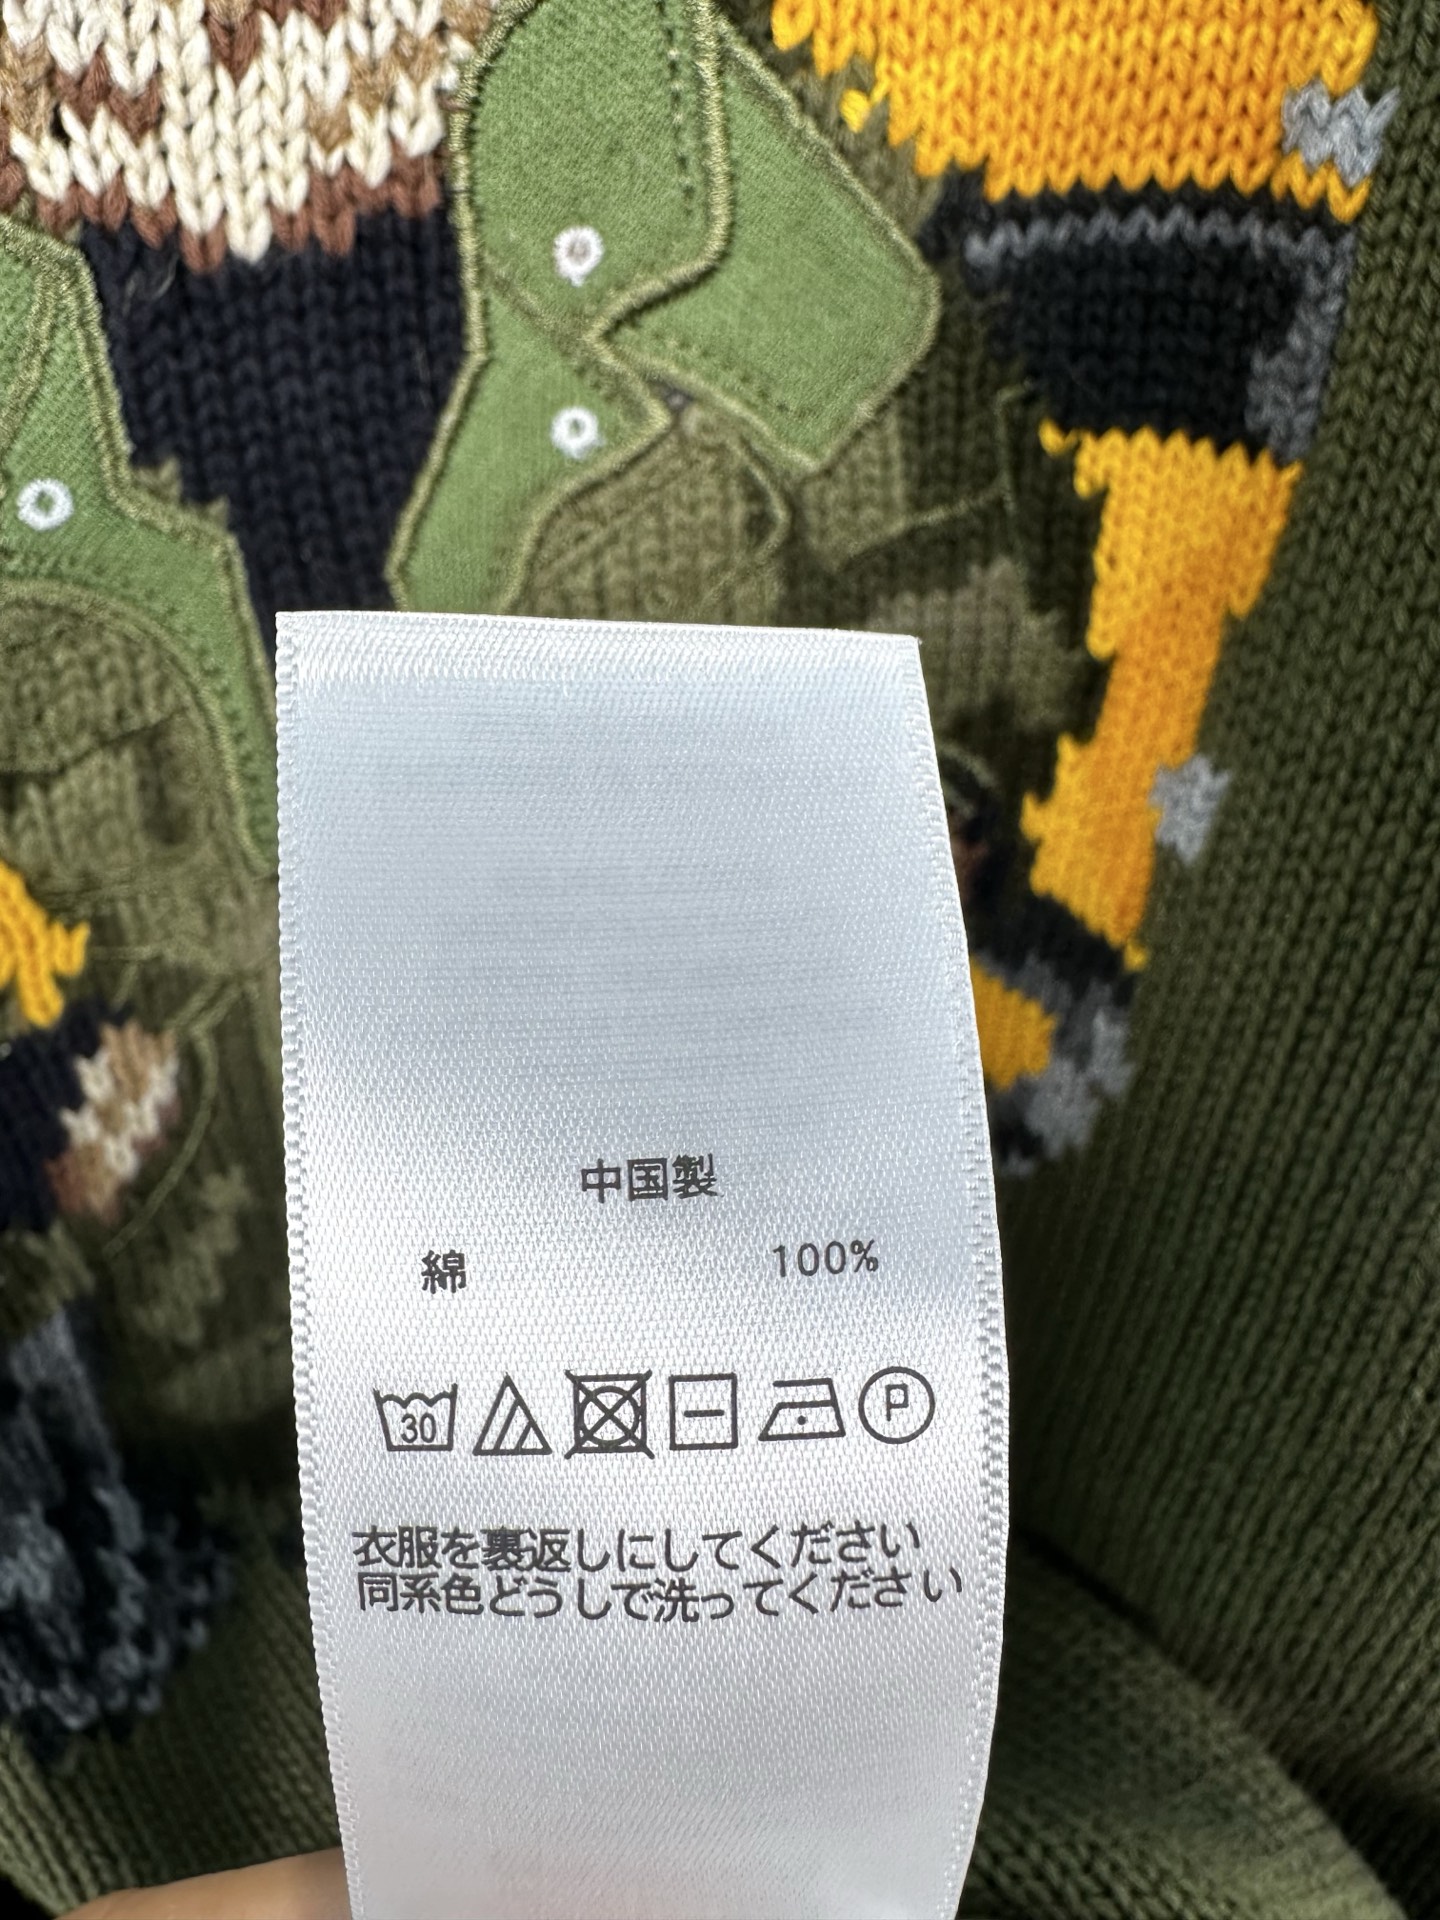 中国製
綿 100%
30 P
衣服を裏返しにしてください
同系色どうしで洗ってください